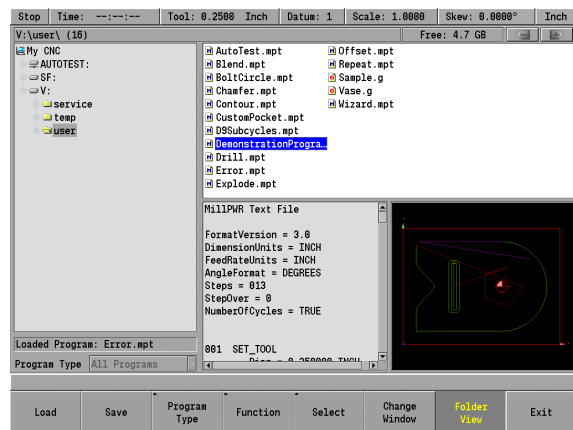 Stop Time: --:--:-- Tool: 0.2500 Inch Datum: 1 Scale: 1.0000 Skew: 0.0000° Inch
V:\user\ (16) Free: 4.7 GB
My CNC
AUTOTEST:
SF:
V:
service
temp
user
AutoTest.mpt
Blend.mpt
BoltCircle.mpt
Chamfer.mpt
Contour.mpt
CustomPocket.mpt
D9Subcycles.mpt
DemonstrationProgra…
Drill.mpt
Error.mpt
Explode.mpt
Offset.mpt
Repeat.mpt
Sample.g
Vase.g
Wizard.mpt
MillPWR Text File
FormatVersion = 3.0
DimensionUnits = INCH
FeedRateUnits = INCH
AngleFormat = DEGREES
Steps = 013
StepOver = 0
NumberOfCycles = TRUE
001 SET_TOOL
Diam = 0.250000 INCH
Loaded Program: Error.mpt
Program Type All Programs
Load
Save
Program
Type
Function
Select
Change
Window
Folder
View
Exit